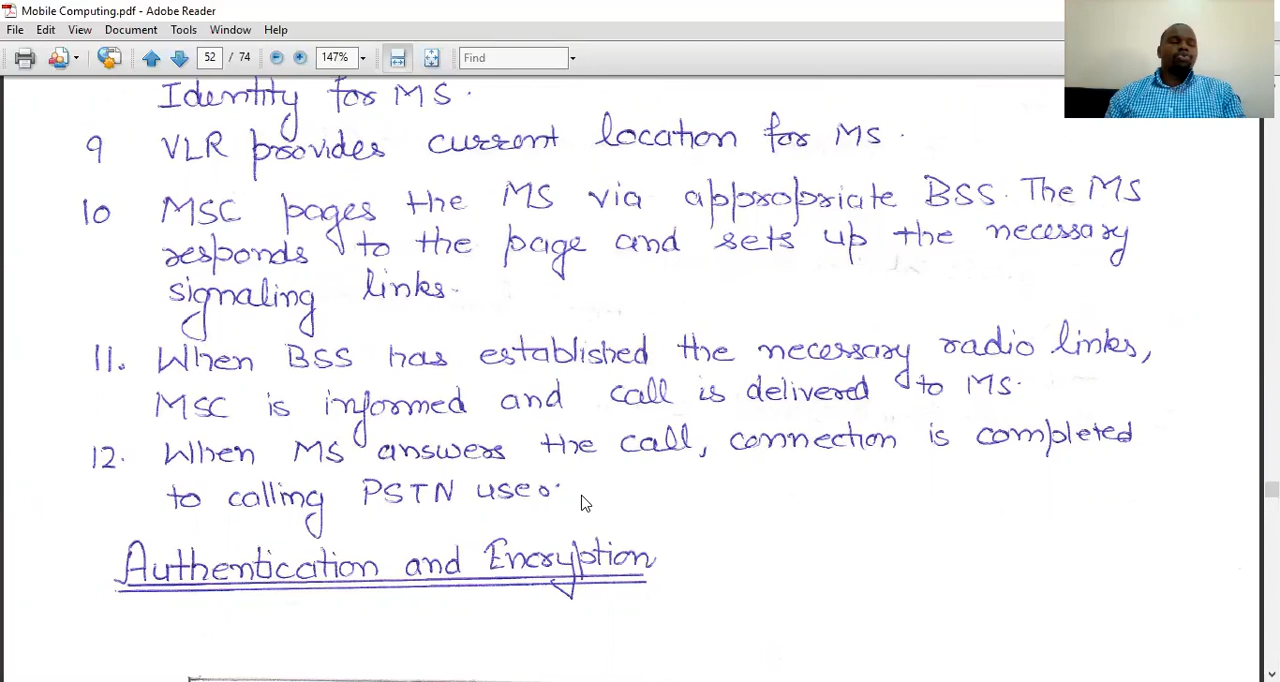 Mobile Computing.pdf - Adobe Reader
File Edit View Document Tools Window Help
52 / 74 147% Find
Identity for MS.
9 VLR provides current location for MS.
10 MSC pages the MS via appropriate BSS. The MS
responds to the page and sets up the necessary
signaling links.
11. When BSS has established the necessary radio links,
MSC is informed and call is delivered to MS.
12. When MS answers the call, connection is completed
to calling PSTN user.
Authentication and Encryption